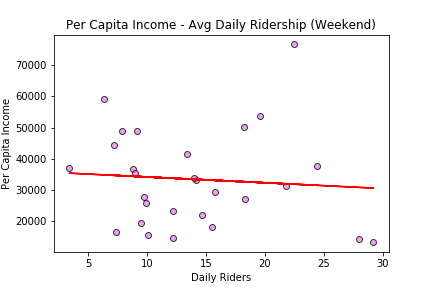 Per Capita Income - Avg Daily Ridership (Weekend)
Per Capita Income
70000
60000
50000
40000
30000
20000
5 10 15 20 25 30
Daily Riders